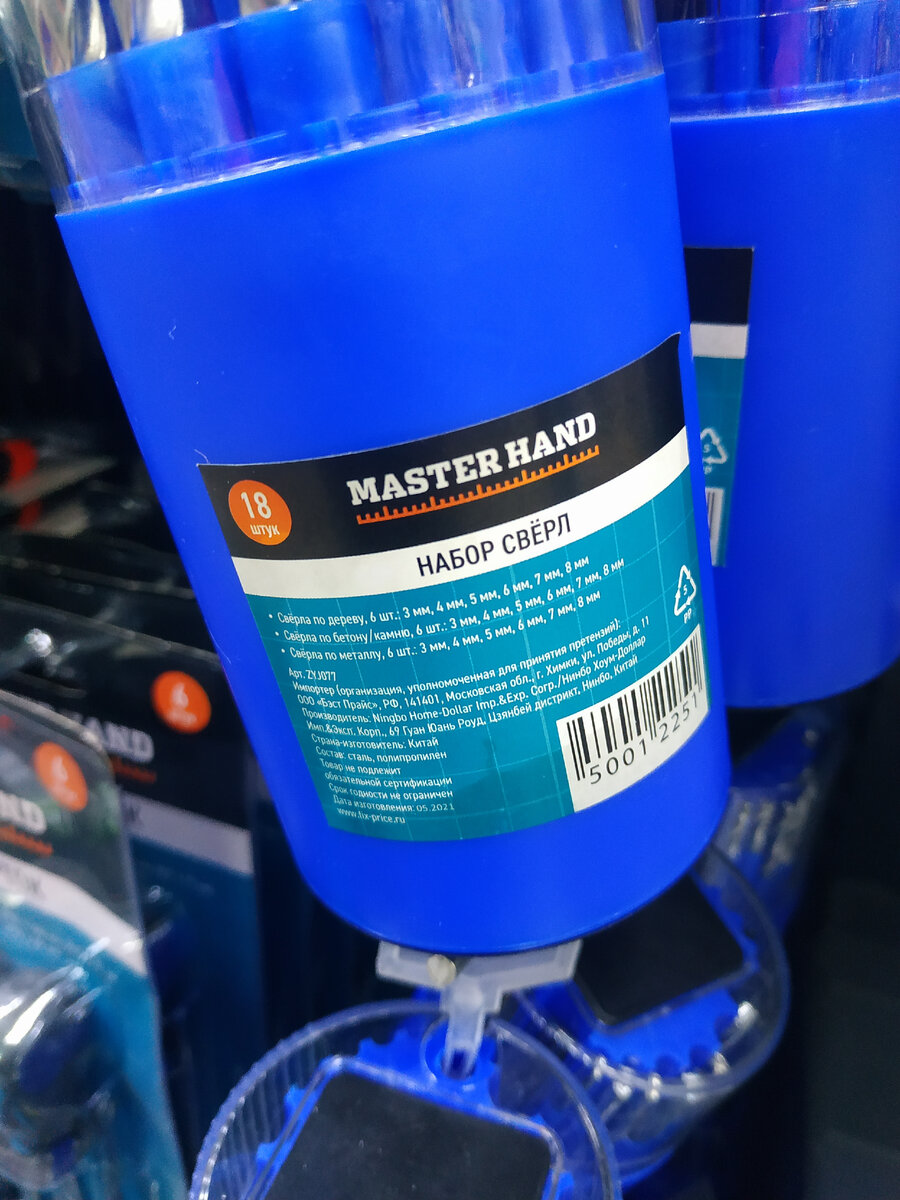 18
штук
MASTER HAND
НАБОР СВЁРЛ
• Свёрла по дереву, 6 шт.: 3 мм, 4 мм, 5 мм, 6 мм, 7 мм, 8 мм
• Свёрла по бетону/камню, 6 шт.: 3 мм, 4 мм, 5 мм, 6 мм, 7 мм, 8 мм
• Свёрла по металлу, 6 шт.: 3 мм, 4 мм, 5 мм, 6 мм, 7 мм, 8 мм
Арт. ZYJ077
Импортер (организация, уполномоченная для принятия претензий):
ООО «Бэст Прайс», РФ, 141401, Московская обл., г. Химки, ул. Победы, д. 11
Производитель: Ningbo Home-Dollar Imp.&Exp. Corp./Нинбо Хоум-Доллар
Имп.&Эксп. Корп., 69 Гуан Юань Роуд, Цзянбей дистрикт, Нинбо, Китай
Страна-изготовитель: Китай
Состав: сталь, полипропилен
Товар не подлежит
обязательной сертификации
Срок годности не ограничен
Дата изготовления: 05.2021
www.fix-price.ru
5
PP
5001 2251
6
AND
6
ND